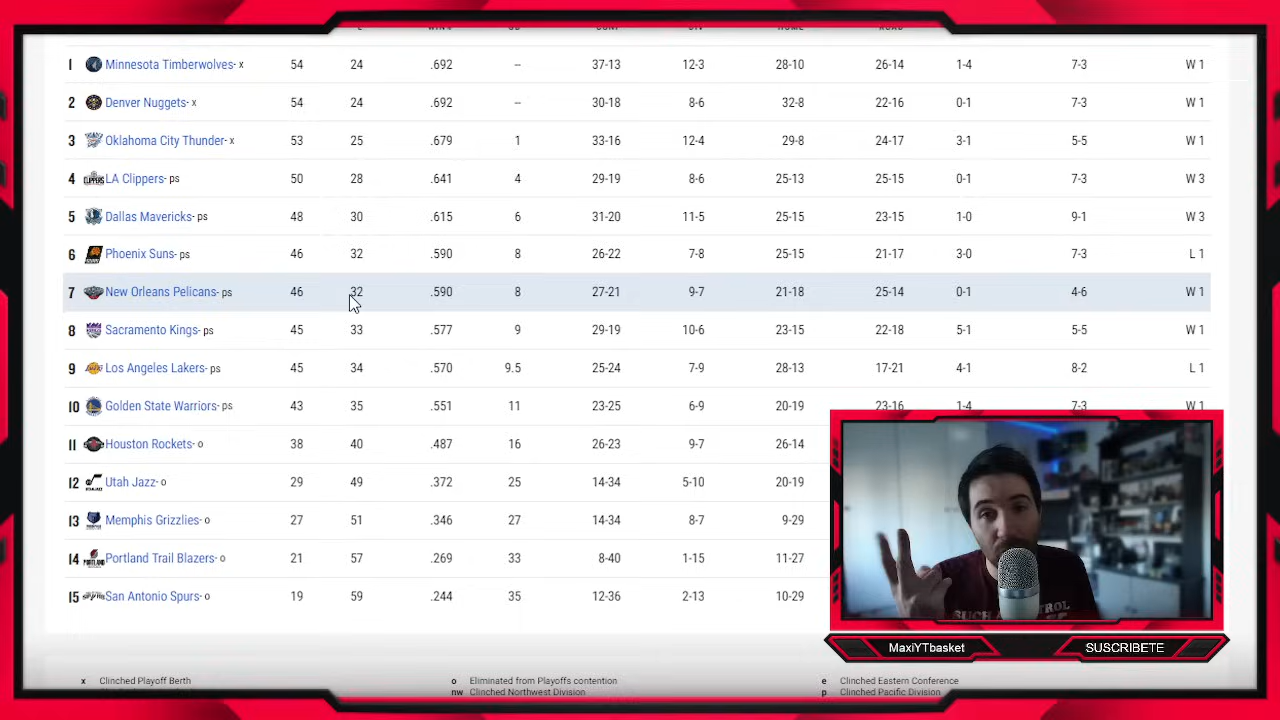 1 Minnesota Timberwolves- x 54 24 .692 -- 37-13 12-3 28-10 26-14 1-4 7-3 W 1
2 Denver Nuggets- x 54 24 .692 -- 30-18 8-6 32-8 22-16 0-1 7-3 W 1
3 Oklahoma City Thunder- x 53 25 .679 1 33-16 12-4 29-8 24-17 3-1 5-5 W 1
4 LA Clippers- ps 50 28 .641 4 29-19 8-6 25-13 25-15 0-1 7-3 W 3
5 Dallas Mavericks- ps 48 30 .615 6 31-20 11-5 25-15 23-15 1-0 9-1 W 3
6 Phoenix Suns- ps 46 32 .590 8 26-22 7-8 25-15 21-17 3-0 7-3 L 1
7 New Orleans Pelicans- ps 46 32 .590 8 27-21 9-7 21-18 25-14 0-1 4-6 W 1
8 Sacramento Kings- ps 45 33 .577 9 29-19 10-6 23-15 22-18 5-1 5-5 W 1
9 Los Angeles Lakers- ps 45 34 .570 9.5 25-24 7-9 28-13 17-21 4-1 8-2 L 1
10 Golden State Warriors- ps 43 35 .551 11 23-25 6-9 20-19 23-16 1-4 7-3 W 1
11 Houston Rockets- o 38 40 .487 16 26-23 9-7 26-14
12 Utah Jazz- o 29 49 .372 25 14-34 5-10 20-19
13 Memphis Grizzlies- o 27 51 .346 27 14-34 8-7 9-29
14 Portland Trail Blazers- o 21 57 .269 33 8-40 1-15 11-27
15 San Antonio Spurs- o 19 59 .244 35 12-36 2-13 10-29
MaxiYTbasket SUSCRIBETE
x Clinched Playoff Berth o Eliminated from Playoffs contention e Clinched Eastern Conference
nw Clinched Northwest Division p Clinched Pacific Division